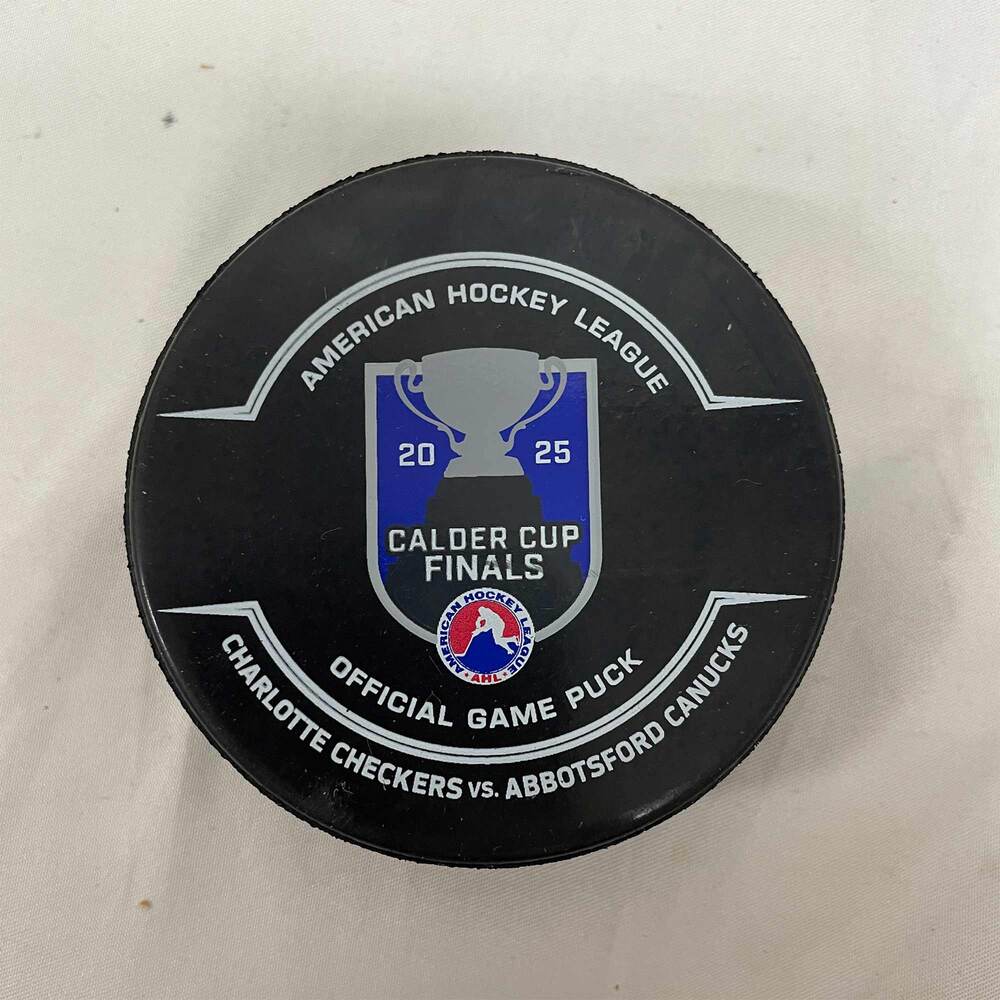 AMERICAN HOCKEY LEAGUE
20 25
CALDER CUP
FINALS
AMERICAN HOCKEY LEAGUE
AHL
OFFICIAL GAME PUCK
CHARLOTTE CHECKERS VS. ABBOTSFORD CANUCKS